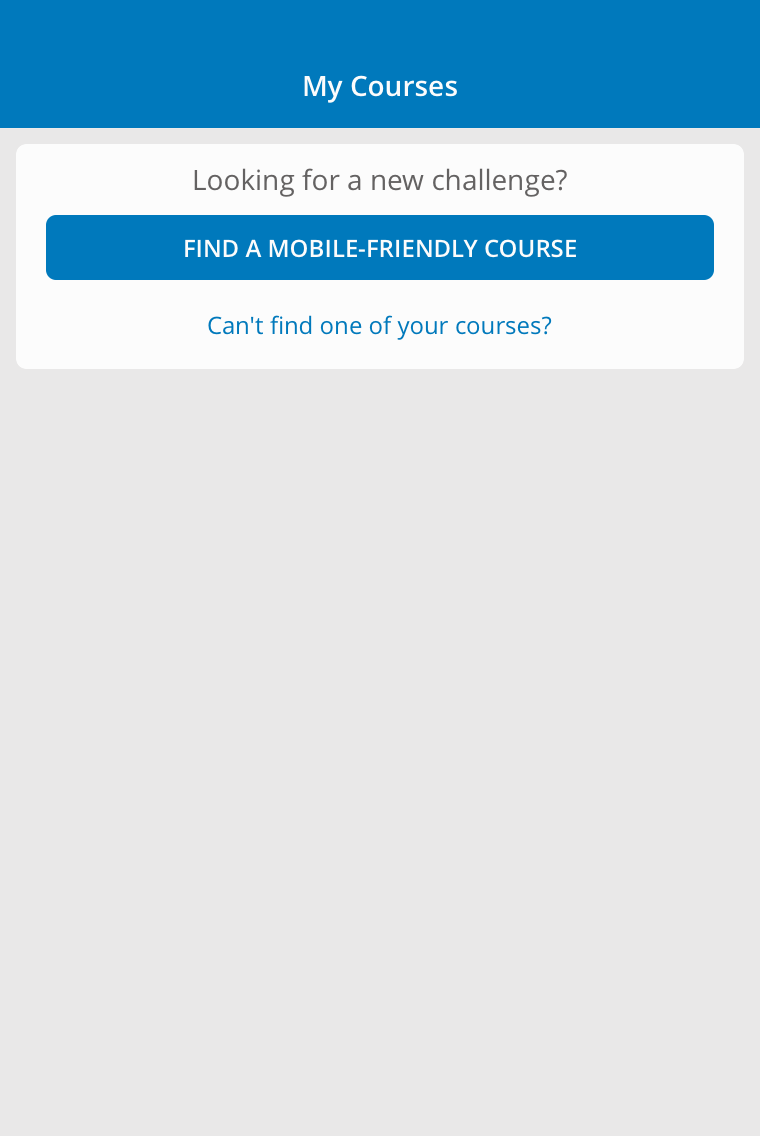 My Courses
Looking for a new challenge?
FIND A MOBILE-FRIENDLY COURSE
Can't find one of your courses?